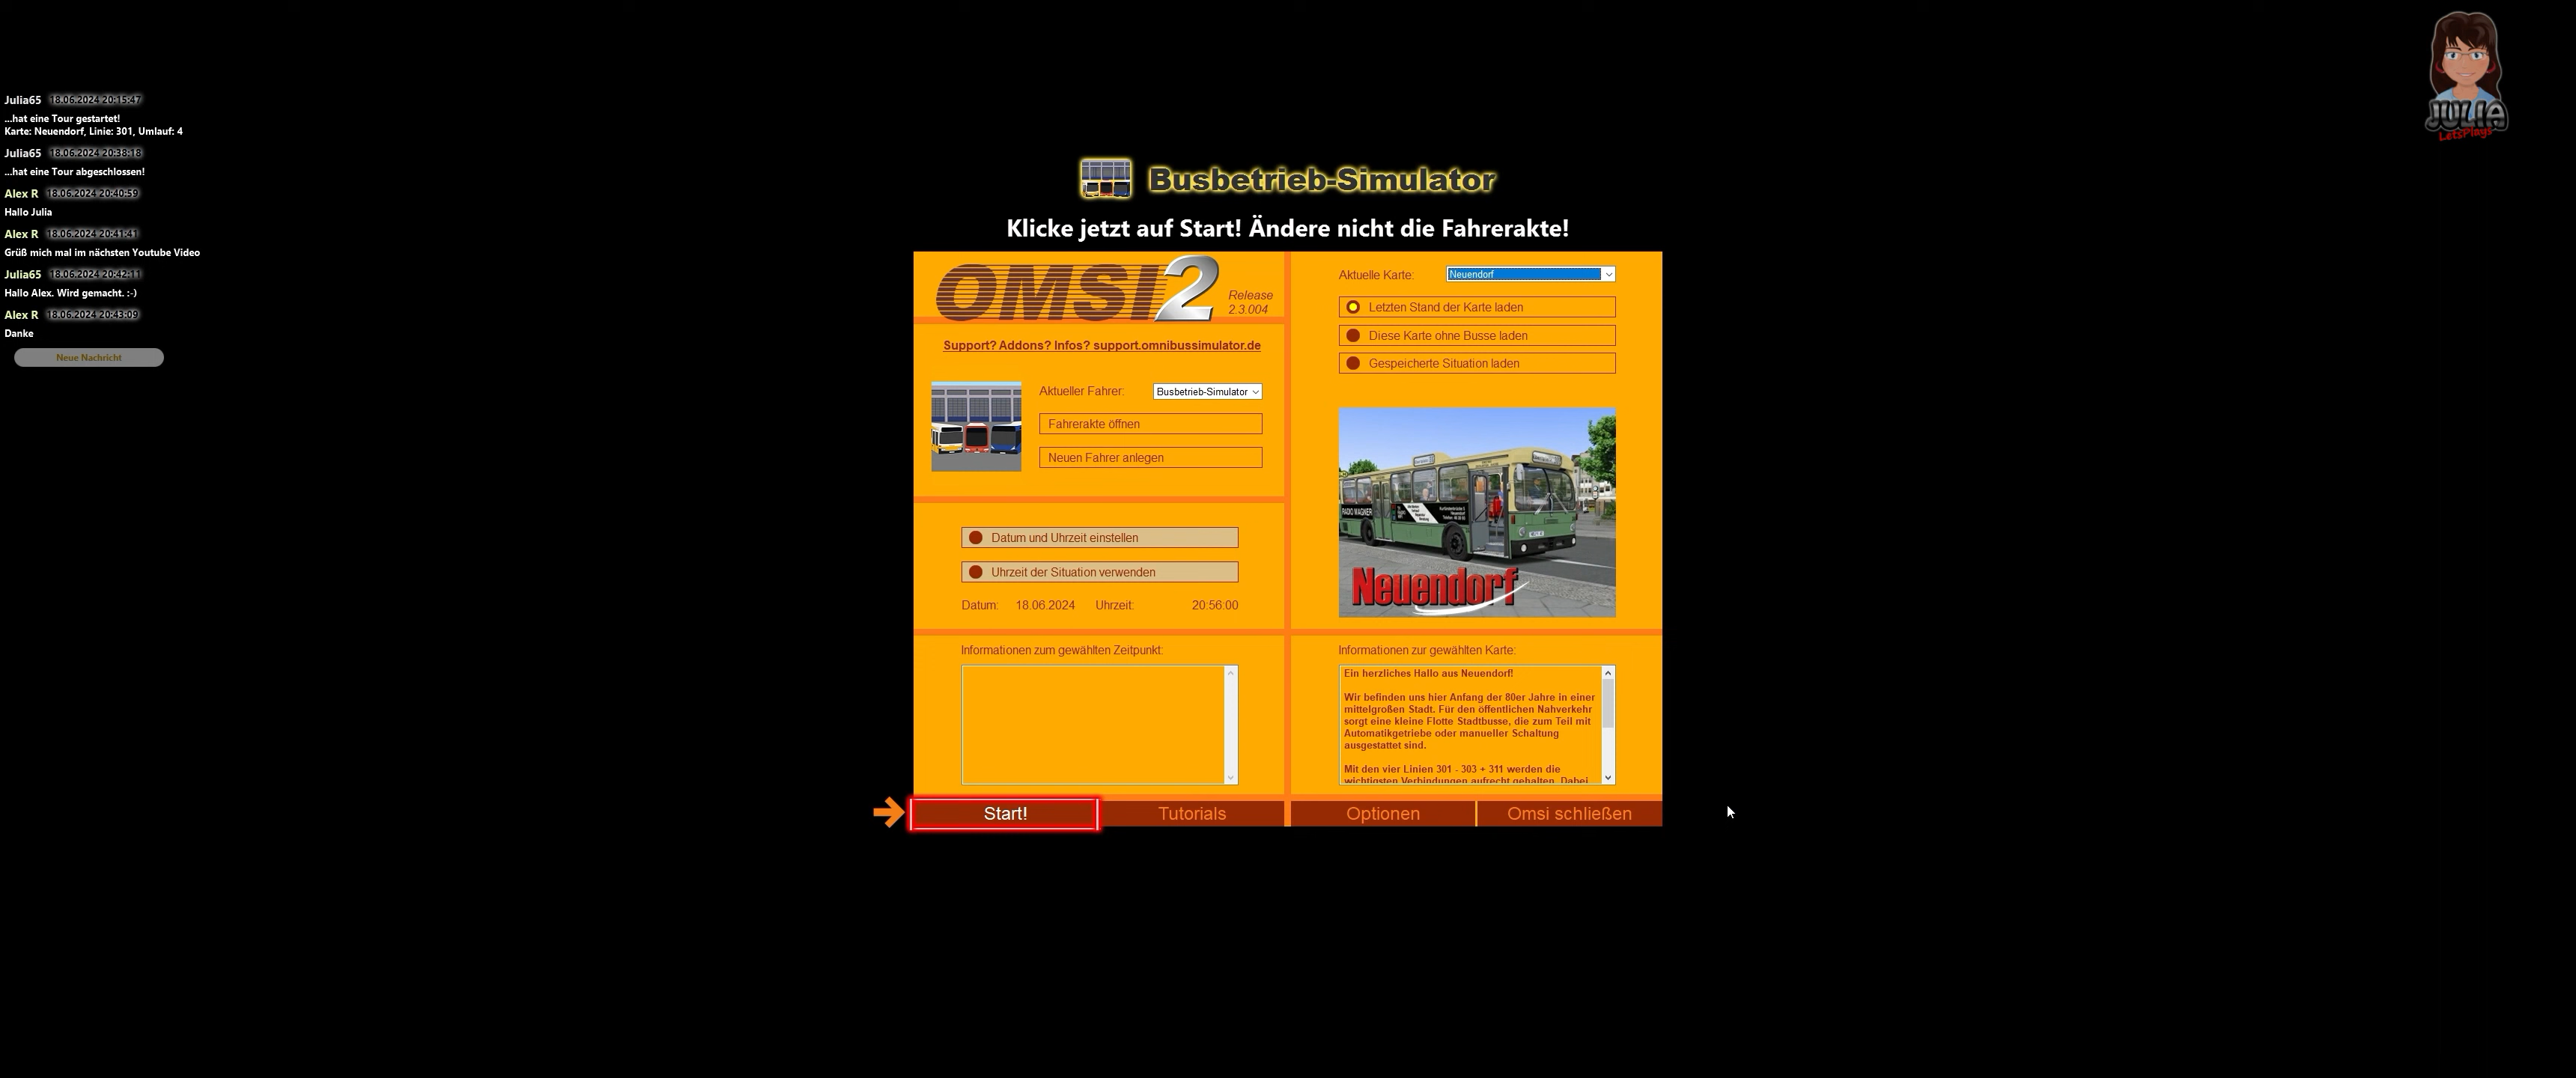 Julia65 18.06.2024 20:15:47
...hat eine Tour gestartet!
Karte: Neuendorf, Linie: 301, Umlauf: 4
Julia65 18.06.2024 20:38:18
...hat eine Tour abgeschlossen!
Alex R 18.06.2024 20:40:59
Hallo Julia
Alex R 18.06.2024 20:41:41
Grüß mich mal im nächsten Youtube Video
Julia65 18.06.2024 20:42:11
Hallo Alex. Wird gemacht. :-)
Alex R 18.06.2024 20:43:09
Danke
Neue Nachricht
JULIA
LetsPlays
Busbetrieb-Simulator
Klicke jetzt auf Start! Ändere nicht die Fahrerakte!
OMSI 2
Release
2.3.004
Support? Addons? Infos? support.omnibussimulator.de
Aktueller Fahrer: Busbetrieb-Simulator
Fahrerakte öffnen
Neuen Fahrer anlegen
Datum und Uhrzeit einstellen
Uhrzeit der Situation verwenden
Datum: 18.06.2024 Uhrzeit: 20:56:00
Informationen zum gewählten Zeitpunkt:
Aktuelle Karte: Neuendorf
Letzten Stand der Karte laden
Diese Karte ohne Busse laden
Gespeicherte Situation laden
RADIO WAGNER
Neuendorf
Informationen zur gewählten Karte:
Ein herzliches Hallo aus Neuendorf!
Wir befinden uns hier Anfang der 80er Jahre in einer
mittelgroßen Stadt. Für den öffentlichen Nahverkehr
sorgt eine kleine Flotte Stadtbusse, die zum Teil mit
Automatikgetriebe oder manueller Schaltung
ausgestattet sind.
Mit den vier Linien 301 - 303 + 311 werden die
wichtigsten Verbindungen aufrecht gehalten. Dabei
Start!
Tutorials
Optionen
Omsi schließen